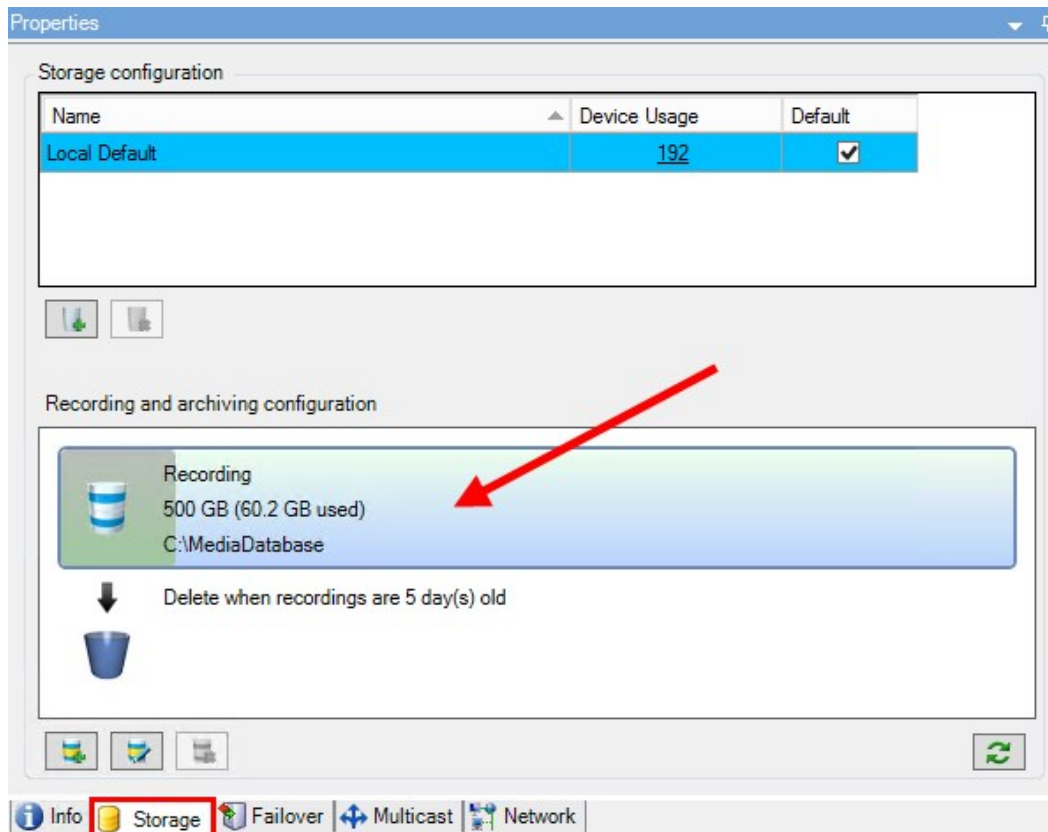 Properties
Storage configuration
Name Device Usage Default
Local Default 192
Recording and archiving configuration
Recording
500 GB (60.2 GB used)
C:\MediaDatabase
Delete when recordings are 5 day(s) old
Info Storage Failover Multicast Network